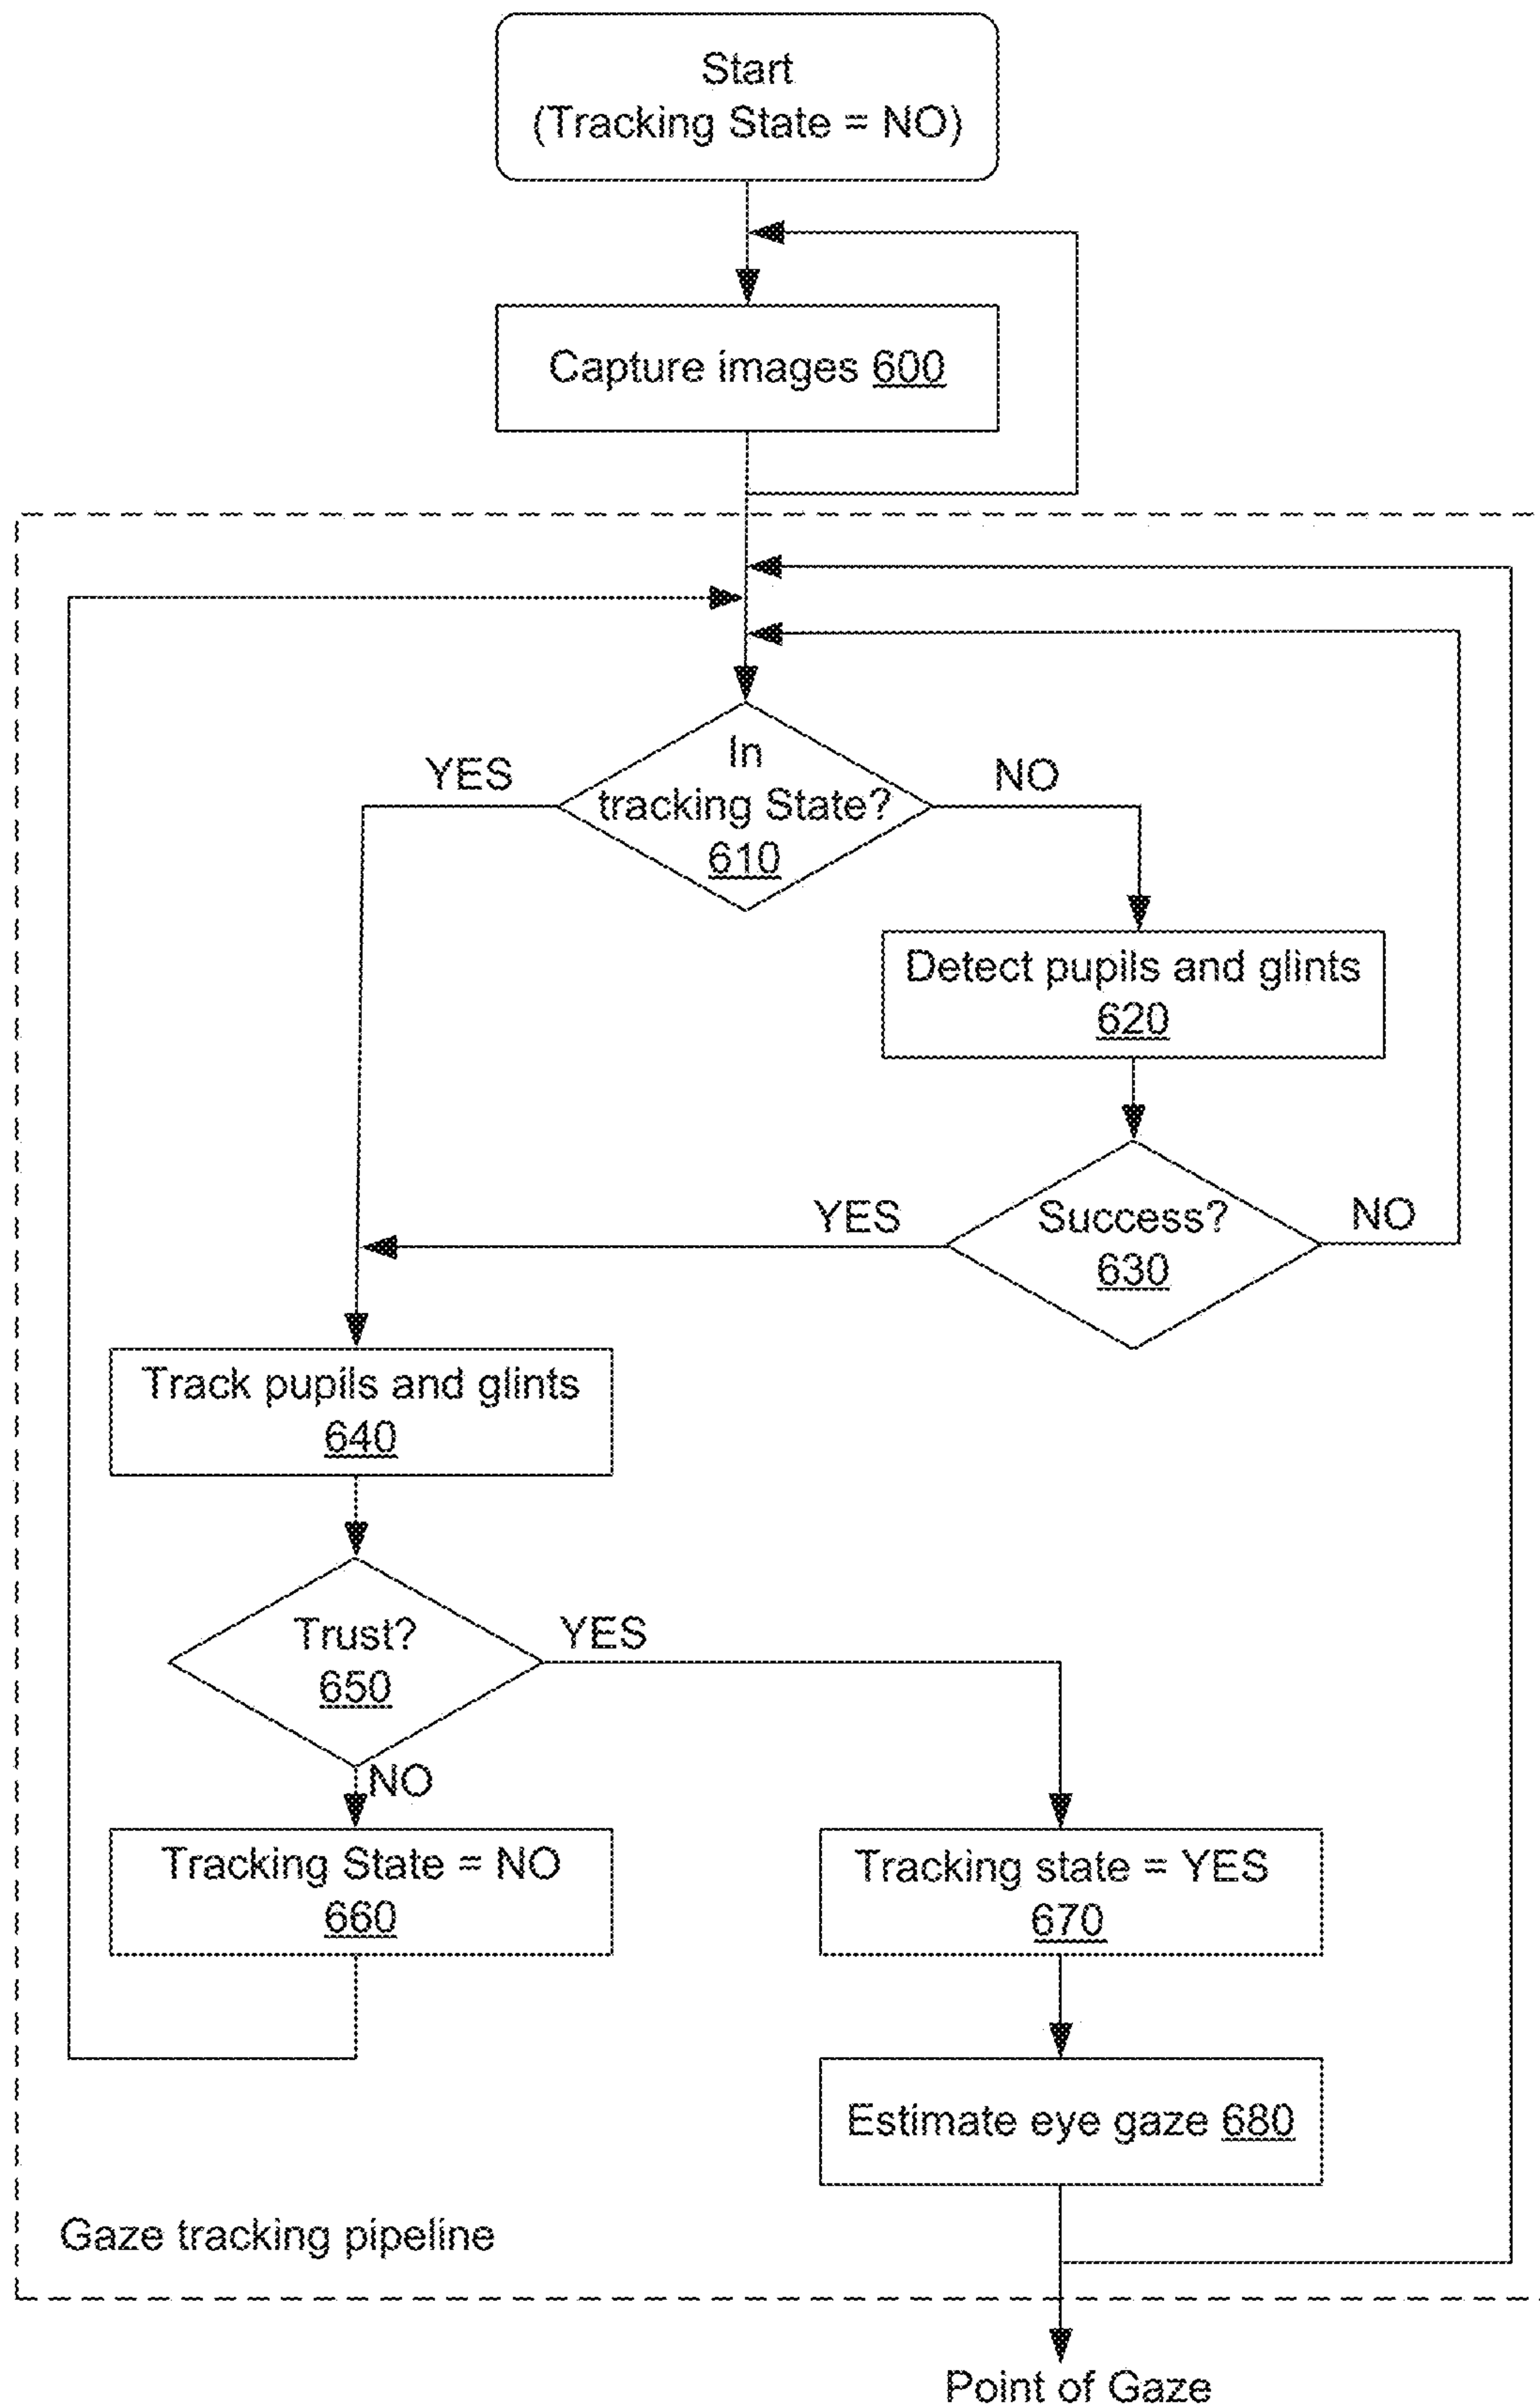 Start
(Tracking State = NO)
Capture images 600
In
tracking State?
610
YES
NO
Detect pupils and glints
620
Success?
630
YES
NO
Track pupils and glints
640
Trust?
650
YES
NO
Tracking State = NO
660
Tracking state = YES
670
Estimate eye gaze 680
Gaze tracking pipeline
Point of Gaze